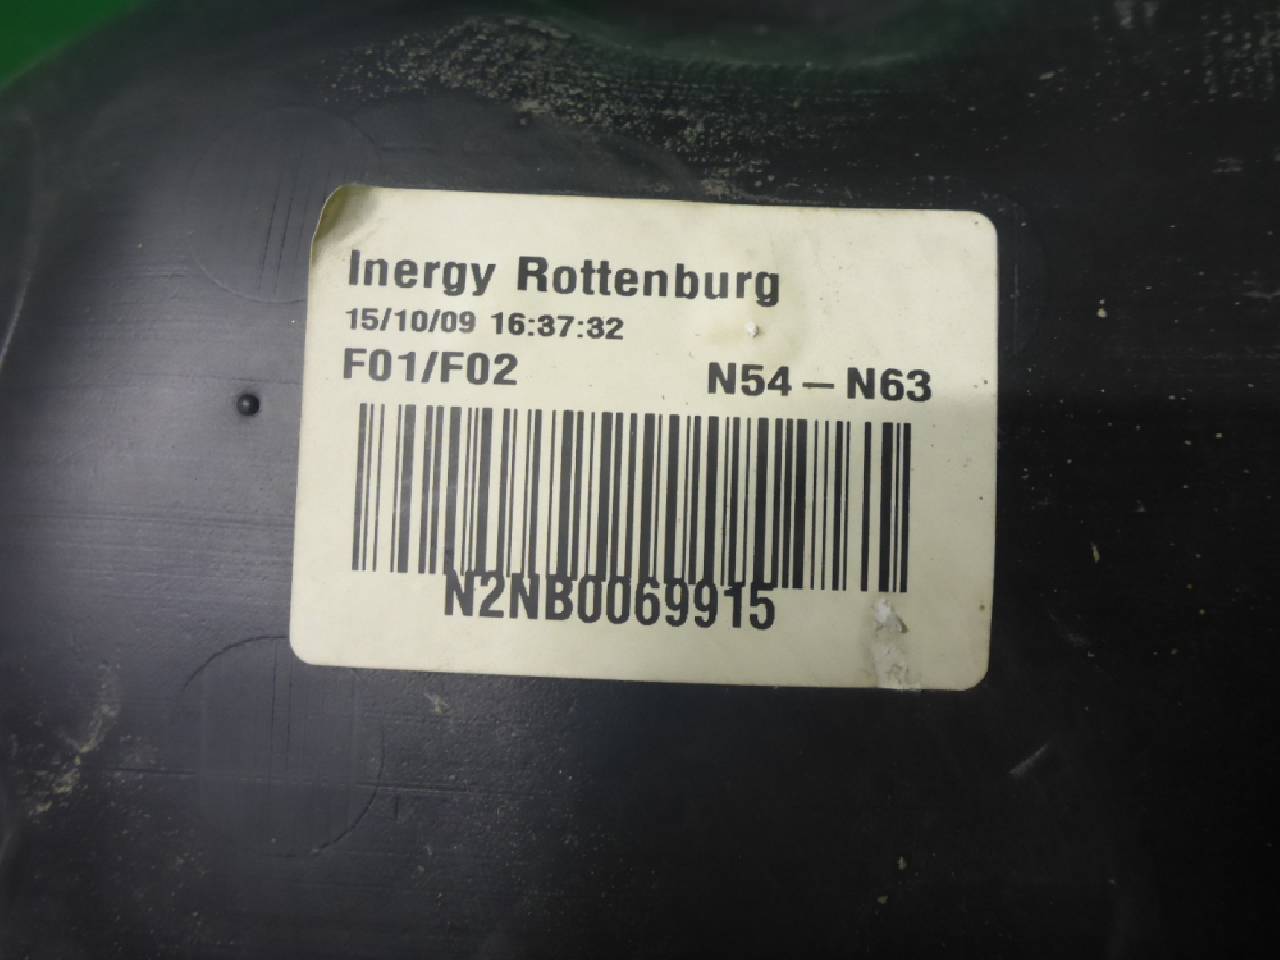 Inergy Rottenburg
15/10/09 16:37:32
F01/F02 N54 – N63
N2NB0069915